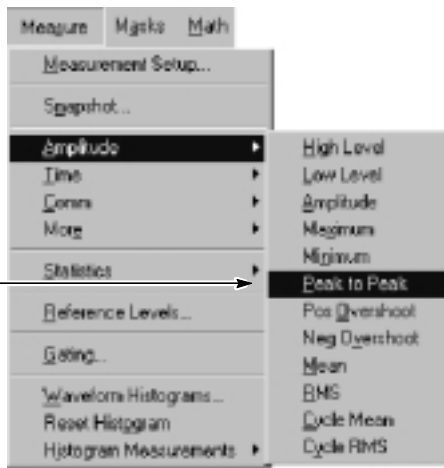 Measure Masks Math
Measurement Setup...
Snapshot...
Amplitude
Time
Comm
More
Statistics
Reference Levels...
Gating...
Waveform Histograms...
Reset Histogram
Histogram Measurements
High Level
Low Level
Amplitude
Maximum
Minimum
Peak to Peak
Pos Overshoot
Neg Overshoot
Mean
RMS
Cycle Mean
Cycle RMS